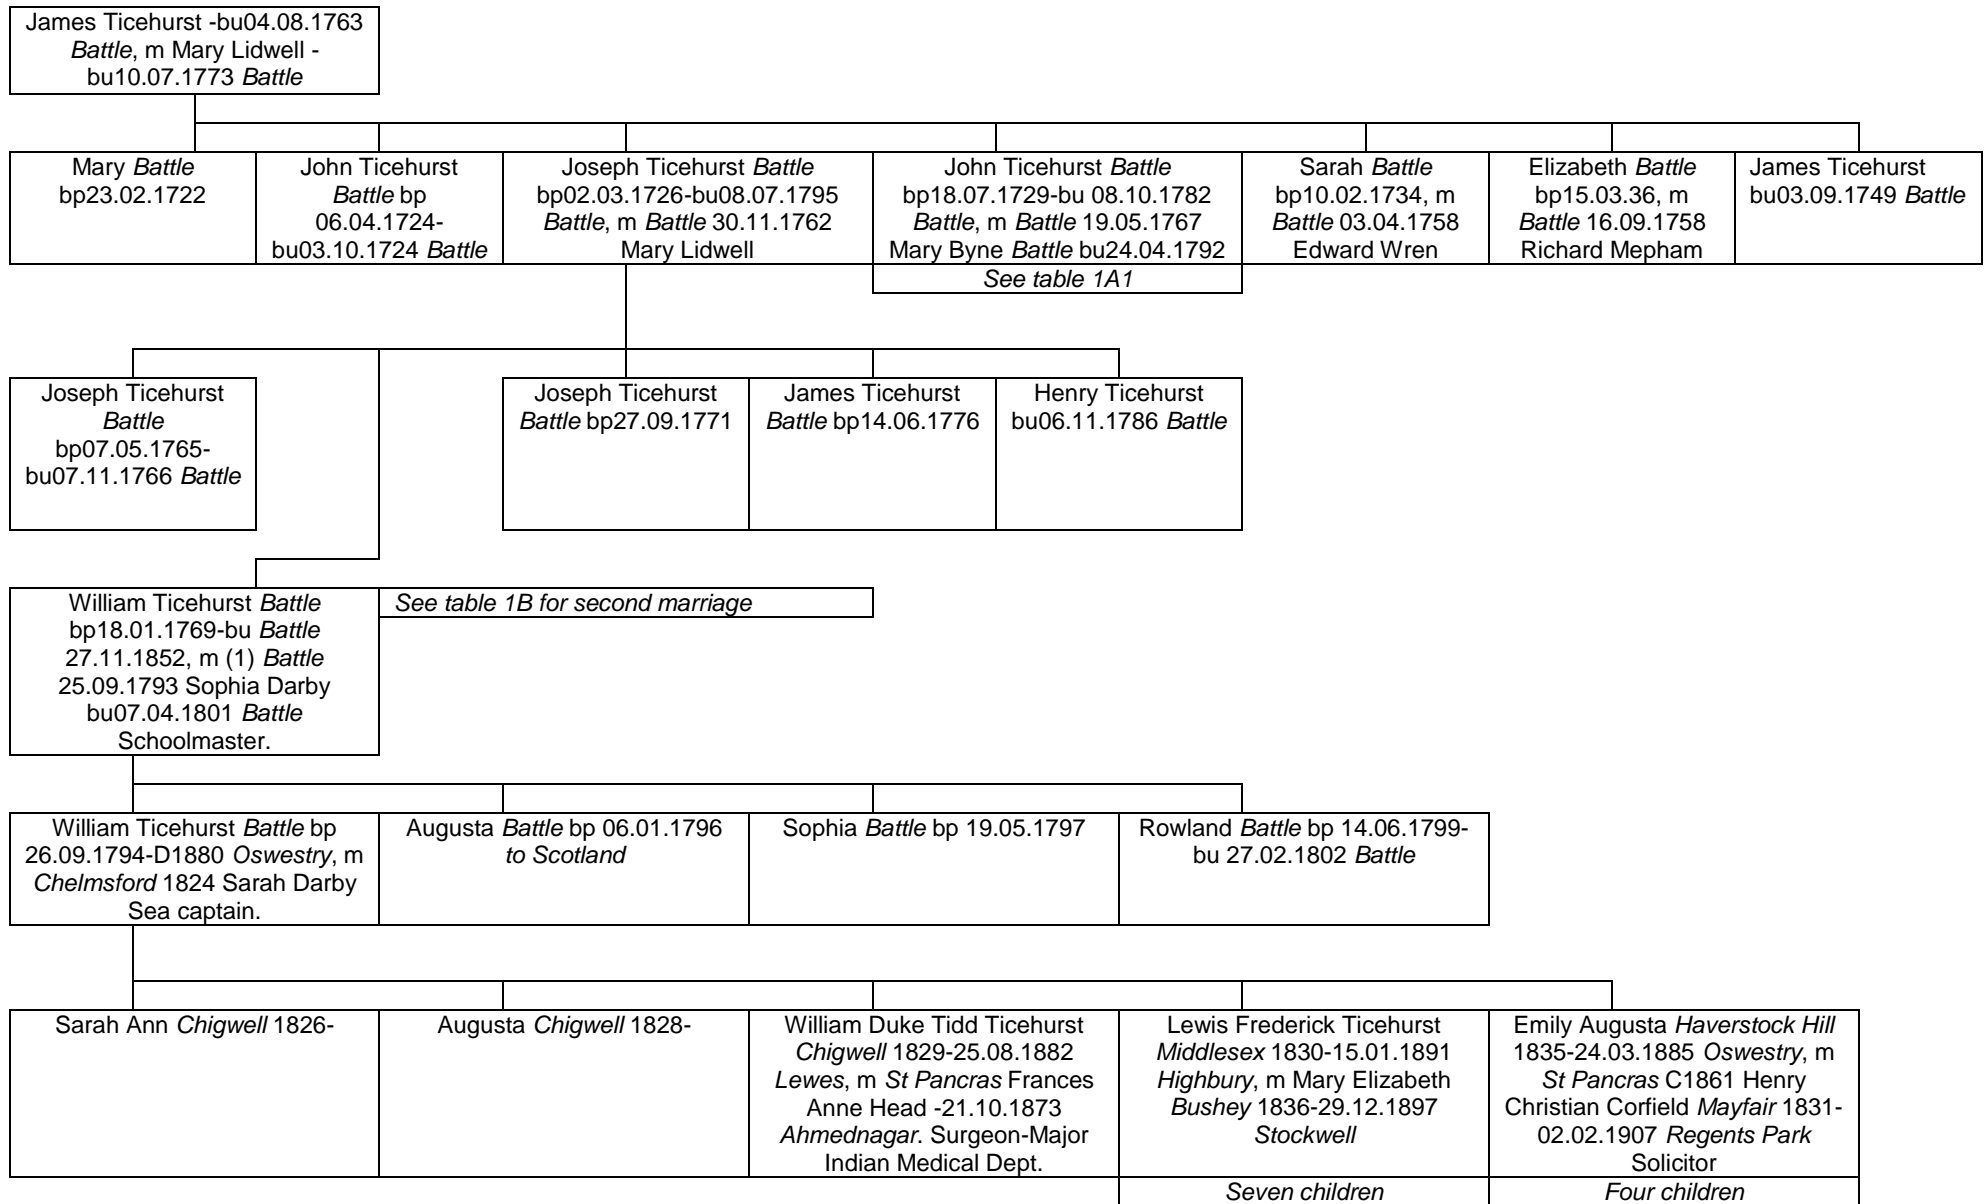 James Ticehurst -bu04.08.1763
Battle, m Mary Lidwell -
bu10.07.1773 Battle
Mary Battle
bp23.02.1722
John Ticehurst
Battle bp
06.04.1724-
bu03.10.1724 Battle
Joseph Ticehurst Battle
bp02.03.1726-bu08.07.1795
Battle, m Battle 30.11.1762
Mary Lidwell
John Ticehurst Battle
bp18.07.1729-bu 08.10.1782
Battle, m Battle 19.05.1767
Mary Byne Battle bu24.04.1792
See table 1A1
Sarah Battle
bp10.02.1734, m
Battle 03.04.1758
Edward Wren
Elizabeth Battle
bp15.03.36, m
Battle 16.09.1758
Richard Mepham
James Ticehurst
bu03.09.1749 Battle
Joseph Ticehurst
Battle
bp07.05.1765-
bu07.11.1766 Battle
Joseph Ticehurst
Battle bp27.09.1771
James Ticehurst
Battle bp14.06.1776
Henry Ticehurst
bu06.11.1786 Battle
William Ticehurst Battle
bp18.01.1769-bu Battle
27.11.1852, m (1) Battle
25.09.1793 Sophia Darby
bu07.04.1801 Battle
Schoolmaster.
See table 1B for second marriage
William Ticehurst Battle bp
26.09.1794-D1880 Oswestry, m
Chelmsford 1824 Sarah Darby
Sea captain.
Augusta Battle bp 06.01.1796
to Scotland
Sophia Battle bp 19.05.1797
Rowland Battle bp 14.06.1799-
bu 27.02.1802 Battle
Sarah Ann Chigwell 1826-
Augusta Chigwell 1828-
William Duke Tidd Ticehurst
Chigwell 1829-25.08.1882
Lewes, m St Pancras Frances
Anne Head -21.10.1873
Ahmednagar. Surgeon-Major
Indian Medical Dept.
Lewis Frederick Ticehurst
Middlesex 1830-15.01.1891
Highbury, m Mary Elizabeth
Bushey 1836-29.12.1897
Stockwell
Seven children
Emily Augusta Haverstock Hill
1835-24.03.1885 Oswestry, m
St Pancras C1861 Henry
Christian Corfield Mayfair 1831-
02.02.1907 Regents Park
Solicitor
Four children